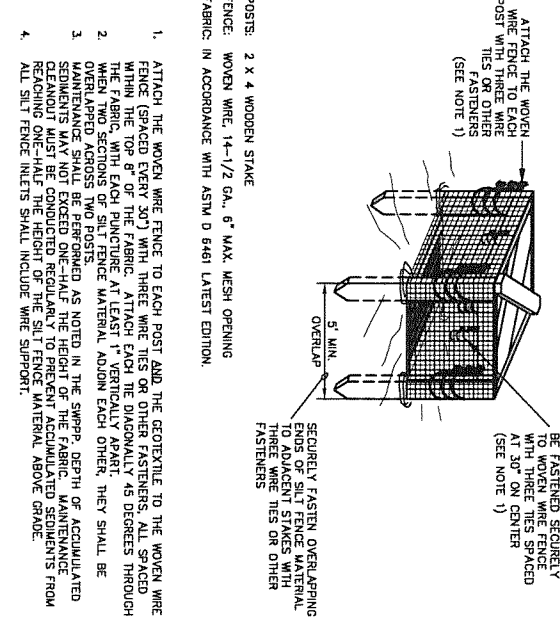 ATTACH THE WOVEN
WIRE FENCE TO EACH
POST WITH THREE WIRE
TIES OR OTHER
FASTENERS
(SEE NOTE 1)
BE FASTENED SECURELY
TO WOVEN WIRE FENCE
WITH THREE TIES SPACED
AT 30" ON CENTER
(SEE NOTE 1)
5' MIN.
OVERLAP
SECURELY FASTEN OVERLAPPING
ENDS OF SILT FENCE MATERIAL
TO ADJACENT STAKES WITH
THREE WIRE TIES OR OTHER
FASTENERS
POSTS: 2 X 4 WOODEN STAKE
FENCE: WOVEN WIRE, 14-1/2 GA., 6" MAX. MESH OPENING
FABRIC: IN ACCORDANCE WITH ASTM D 6461 LATEST EDITION.
1. ATTACH THE WOVEN WIRE FENCE TO EACH POST AND THE GEOTEXTILE TO THE WOVEN WIRE
FENCE (SPACED EVERY 30") WITH THREE WIRE TIES OR OTHER FASTENERS, ALL SPACED
WITHIN THE TOP 8" OF THE FABRIC. ATTACH EACH TIE DIAGONALLY 45 DEGREES THROUGH
THE FABRIC, WITH EACH PUNCTURE AT LEAST 1" VERTICALLY APART.
2. WHEN TWO SECTIONS OF SILT FENCE MATERIAL ADJOIN EACH OTHER, THEY SHALL BE
OVERLAPPED ACROSS TWO POSTS.
3. MAINTENANCE SHALL BE PERFORMED AS NOTED IN THE SWPPP. DEPTH OF ACCUMULATED
SEDIMENTS MAY NOT EXCEED ONE-HALF THE HEIGHT OF THE FABRIC. MAINTENANCE
CLEANOUT MUST BE CONDUCTED REGULARLY TO PREVENT ACCUMULATED SEDIMENTS FROM
REACHING ONE-HALF THE HEIGHT OF THE SILT FENCE MATERIAL ABOVE GRADE.
4. ALL SILT FENCE INLETS SHALL INCLUDE WIRE SUPPORT.